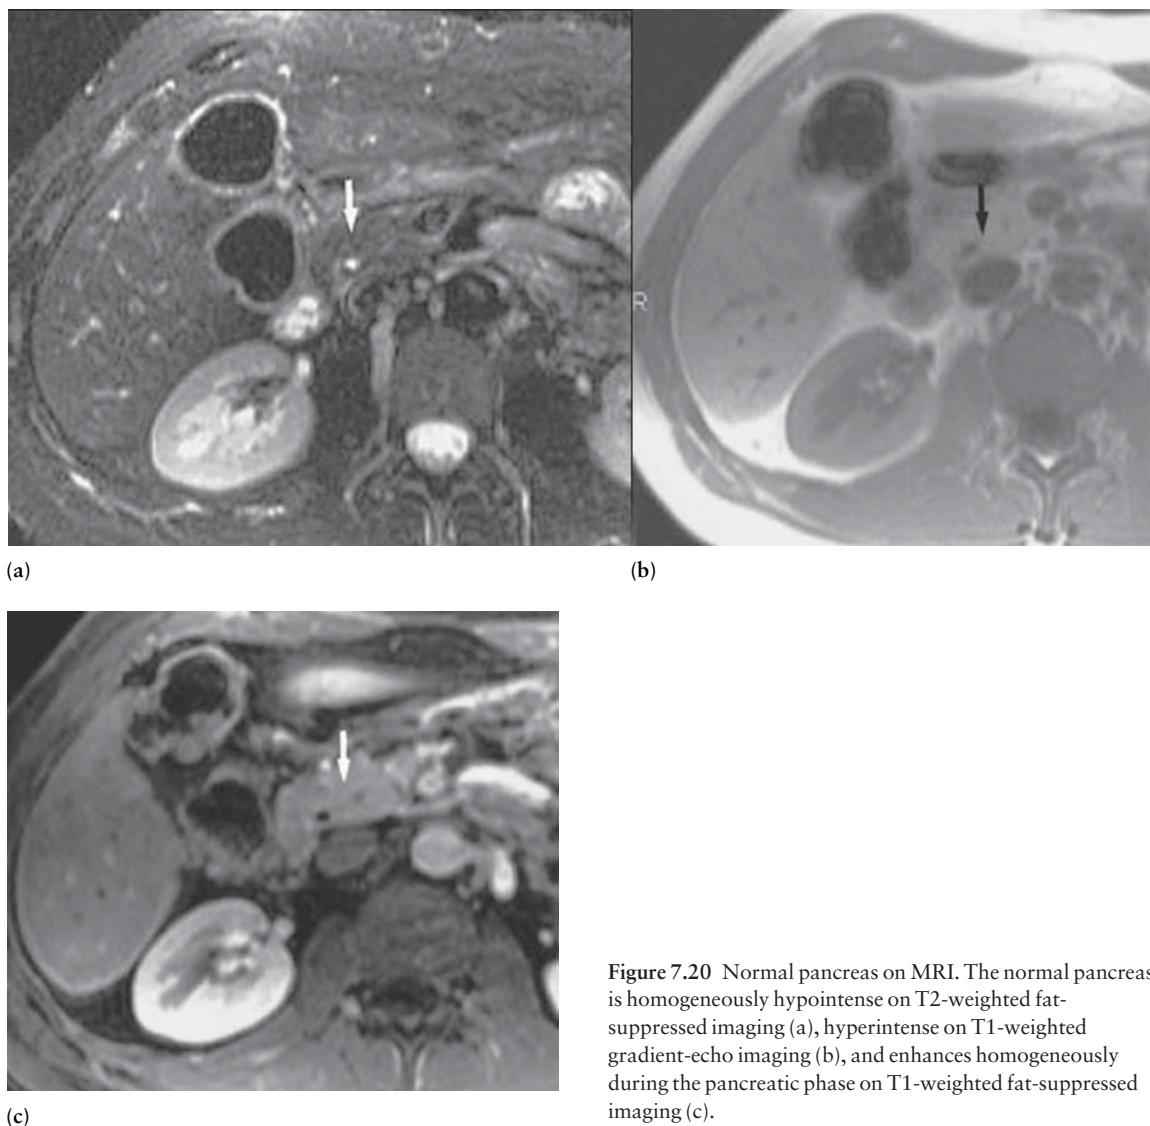 R
(a)
(b)
(c)
Figure 7.20 Normal pancreas on MRI. The normal pancreas
is homogeneously hypointense on T2-weighted fat-
suppressed imaging (a), hyperintense on T1-weighted
gradient-echo imaging (b), and enhances homogeneously
during the pancreatic phase on T1-weighted fat-suppressed
imaging (c).